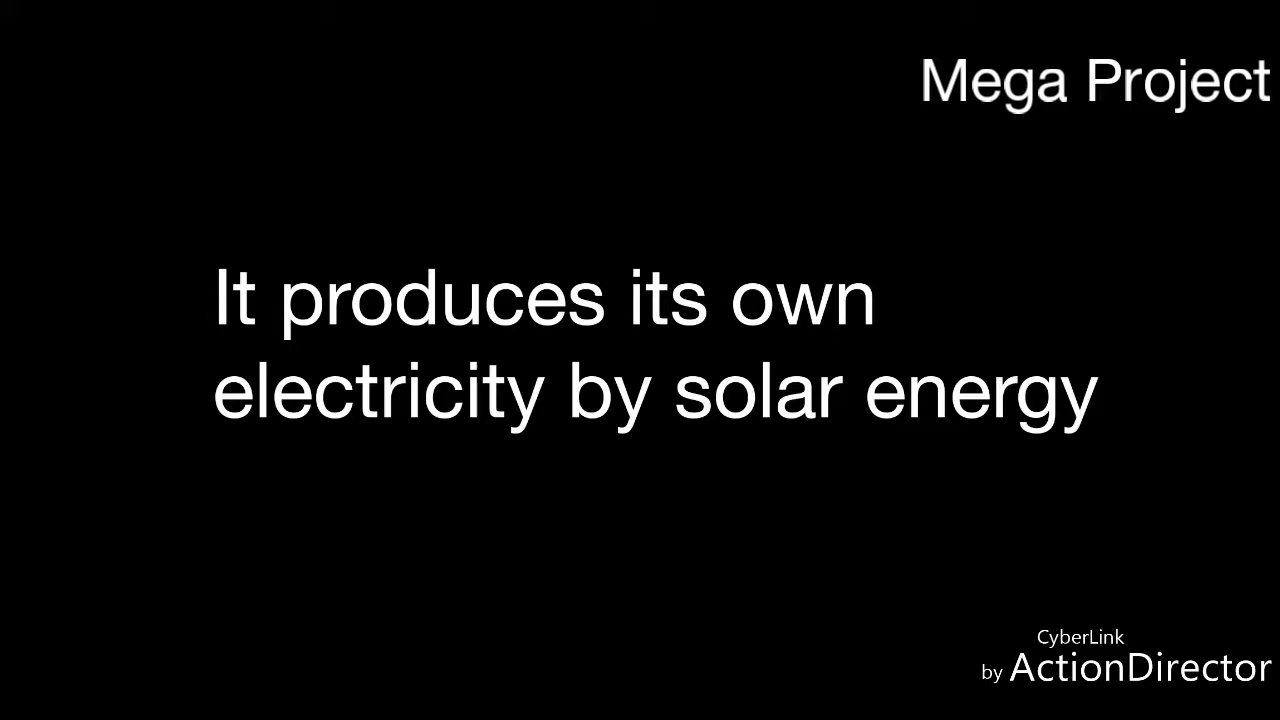 Mega Project
It produces its own
electricity by solar energy
CyberLink
by ActionDirector